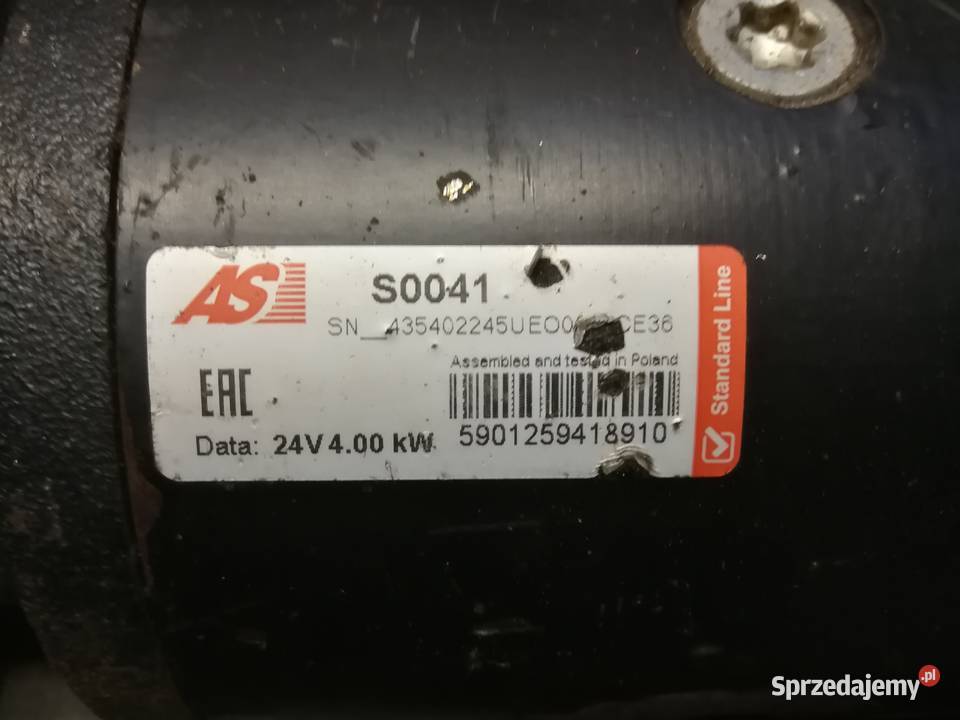 AS
S0041
Assembled and tested in Poland
EAC
Data: 24V 4.00 kW
5901259418910
Standard Line
Sprzedajemy.pl